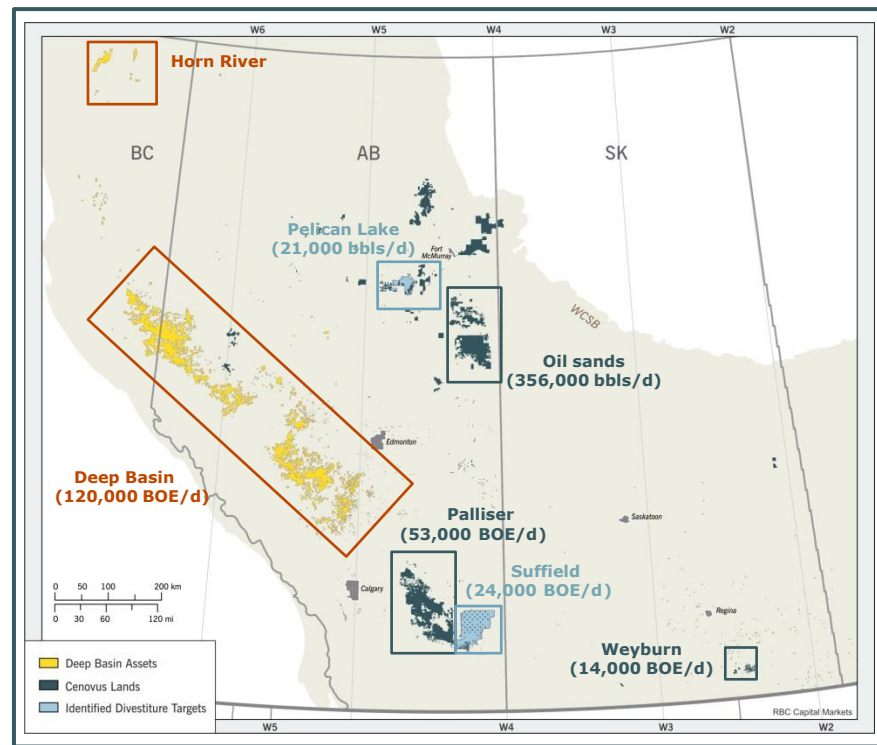 W6
W5
W4
W3
W2
Horn River
BC
AB
SK
Pelican Lake
(21,000 bbls/d)
Fort
McMurray
WCSB
Oil sands
(356,000 bbls/d)
Edmonton
Deep Basin
(120,000 BOE/d)
Palliser
(53,000 BOE/d)
Saskatoon
Suffield
(24,000 BOE/d)
Calgary
0 50 100 200 km
0 30 60 120 mi
Regina
Weyburn
(14,000 BOE/d)
Deep Basin Assets
Cenovus Lands
Identified Divestiture Targets
RBC Capital Markets
W5
W4
W3
W2